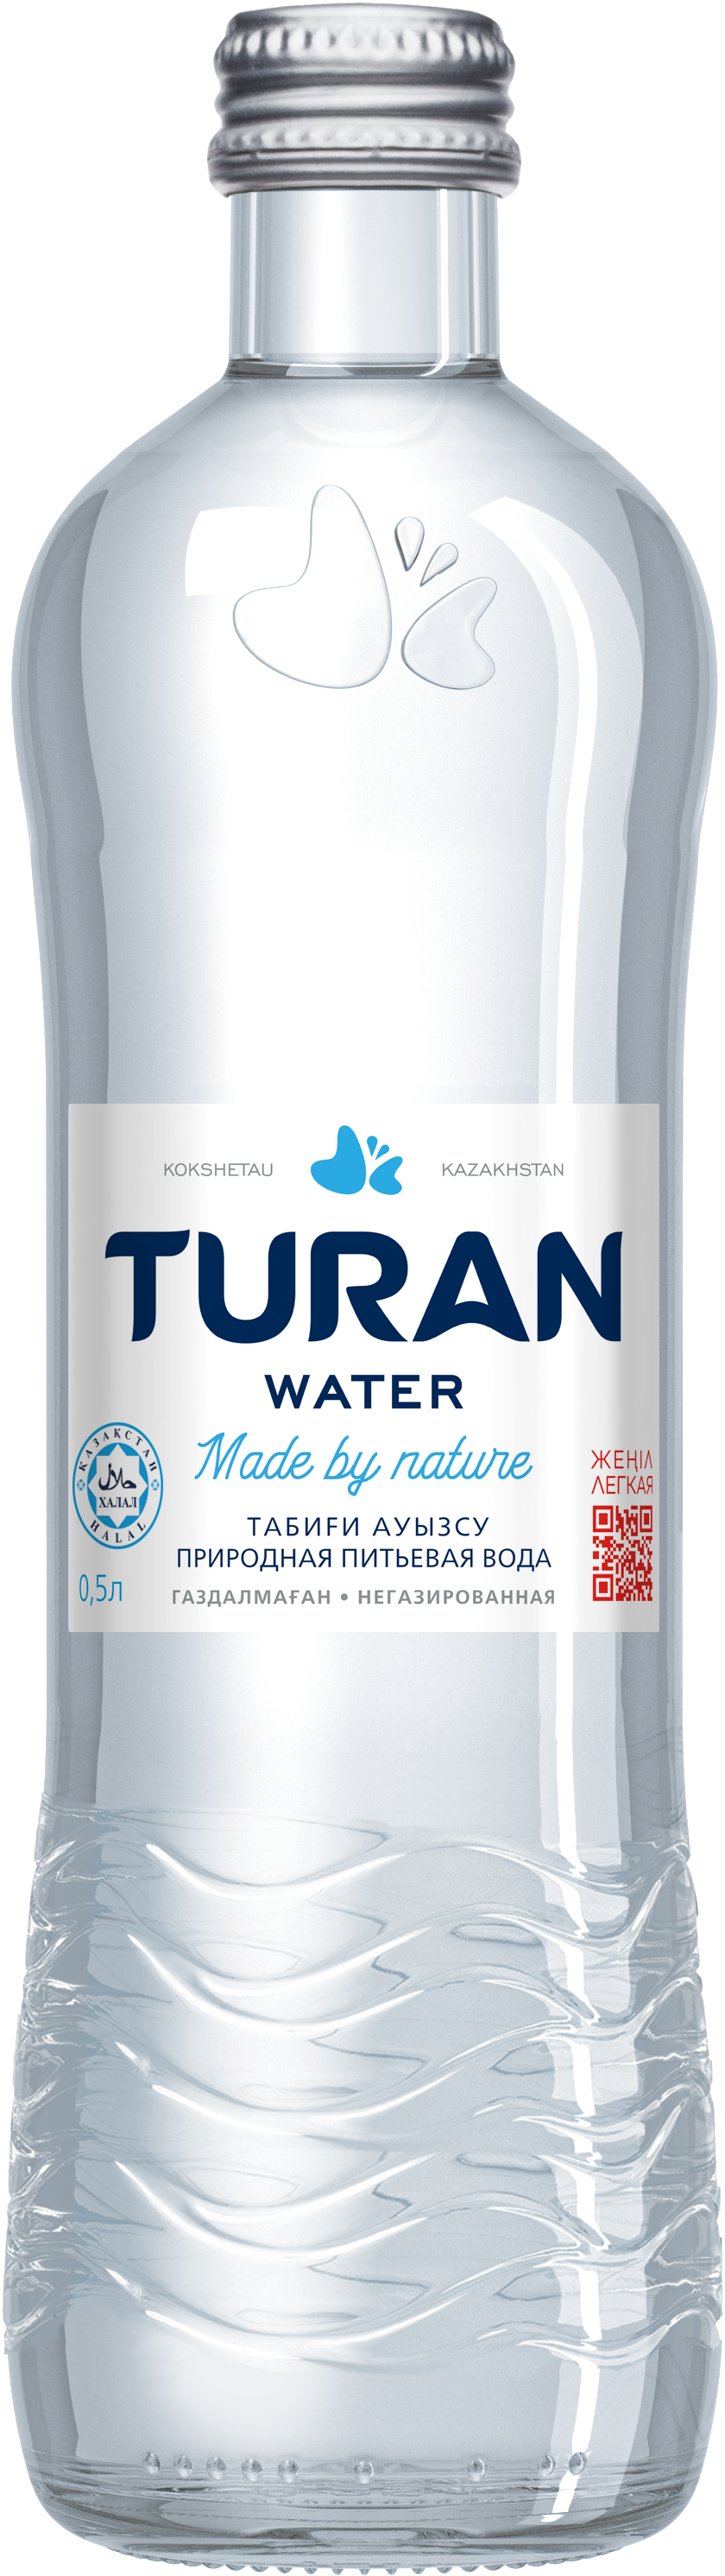 KOKSHETAU KAZAKHSTAN
TURAN
WATER
Made by nature
ҚАЗАҚСТАН
حلال
ХАЛАЛ
HALAL
ЖЕҢІЛ
ЛЕГКАЯ
ТАБИҒИ АУЫЗСУ
ПРИРОДНАЯ ПИТЬЕВАЯ ВОДА
0,5л
ГАЗДАЛМАҒАН • НЕГАЗИРОВАННАЯ